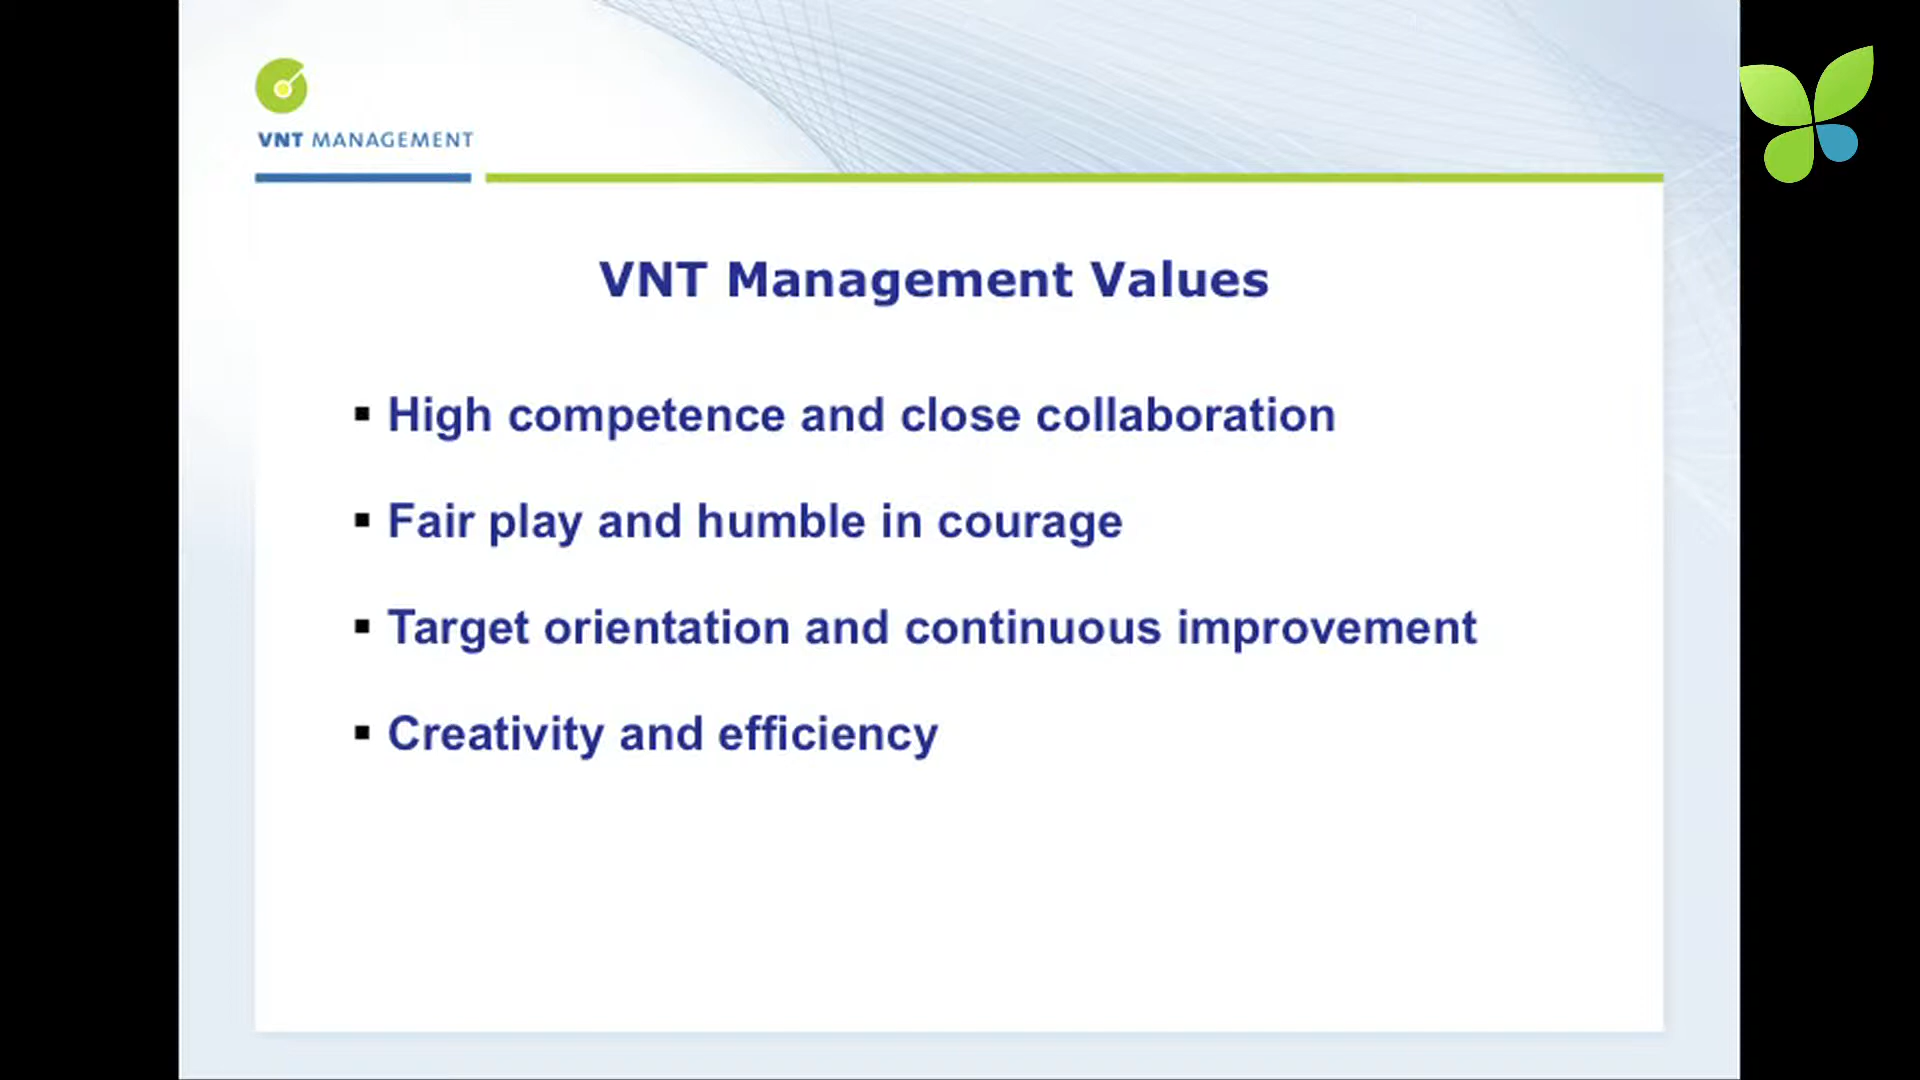 VNT MANAGEMENT
VNT Management Values
▪ High competence and close collaboration
▪ Fair play and humble in courage
▪ Target orientation and continuous improvement
▪ Creativity and efficiency